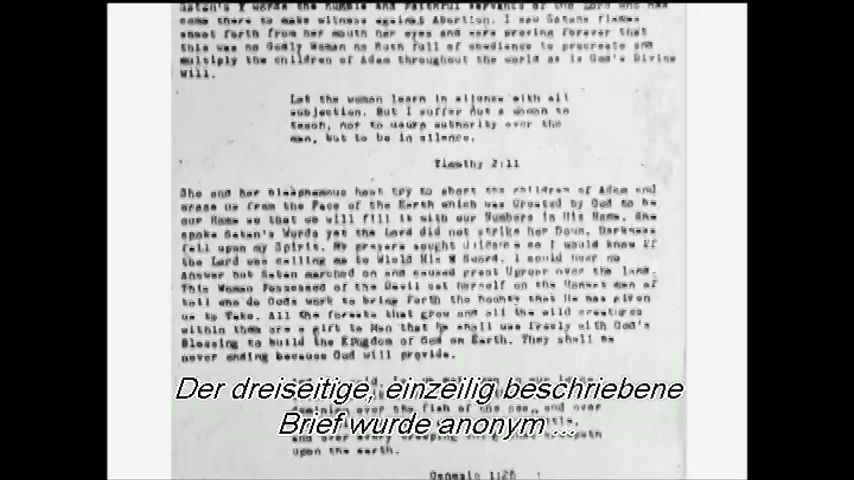 Satan's Words the humble and faithful servants of the Lord who had
come there to make witness against Abortion. I saw Satans flames
shoot forth from her mouth her eyes and ears proving forever that
this was no Godly Woman no Ruth full of obedience to procreate and
multiply the children of Adam throughout the world as is God's Divine
Will.
Let the woman learn in silence with all
subjection. But I suffer not a woman to
teach, nor to usurp authority over the
man, but to be in silence.
Timothy 2:11
She and her blasphemous host try to abort the children of Adam and
erase us from the Face of the Earth which was Created by God to be
our Home so that we will fill it with our Numbers in His Name. She
spoke Satan's Words yet the Lord did not strike her Down. Darkness
fell upon my Spirit. My prayers sought Guidance so I would know if
the Lord was calling me to Wield His Sword. I could hear no
Answer but Satan marched on and caused great Uproar over the land.
This Woman Possessed of the Devil set herself on the Honest men of
toil who do Gods work to bring Forth the bounty that He has given
us to Take. All the forests that grow and all the wild creatures
within them are a gift to Man that he shall use freely with God's
Blessing to build the Kingdom of God on Earth. They shall be
never ending because God will provide.
Der dreiseitige, einzeilig beschriebene
over the fish of the sea, and over
Brief wurde anonym ...
and over every creeping thing that creepeth
upon the earth.
Genesis 1:26